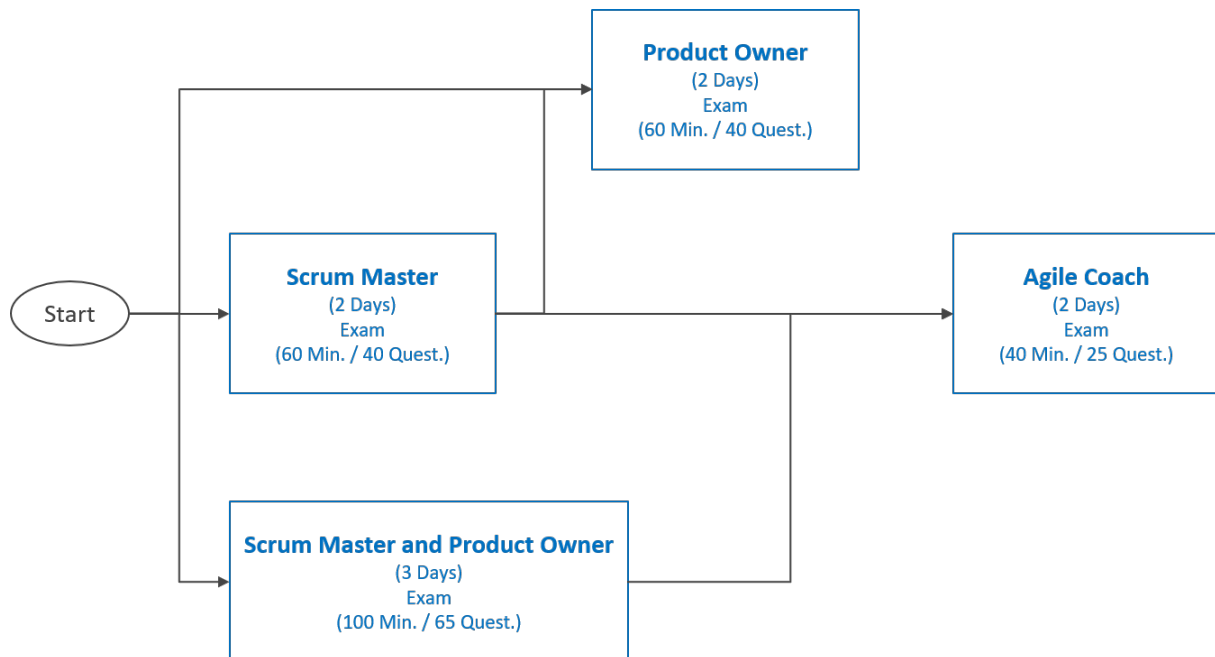 Product Owner
(2 Days)
Exam
(60 Min. / 40 Quest.)
Start
Scrum Master
(2 Days)
Exam
(60 Min. / 40 Quest.)
Agile Coach
(2 Days)
Exam
(40 Min. / 25 Quest.)
Scrum Master and Product Owner
(3 Days)
Exam
(100 Min. / 65 Quest.)